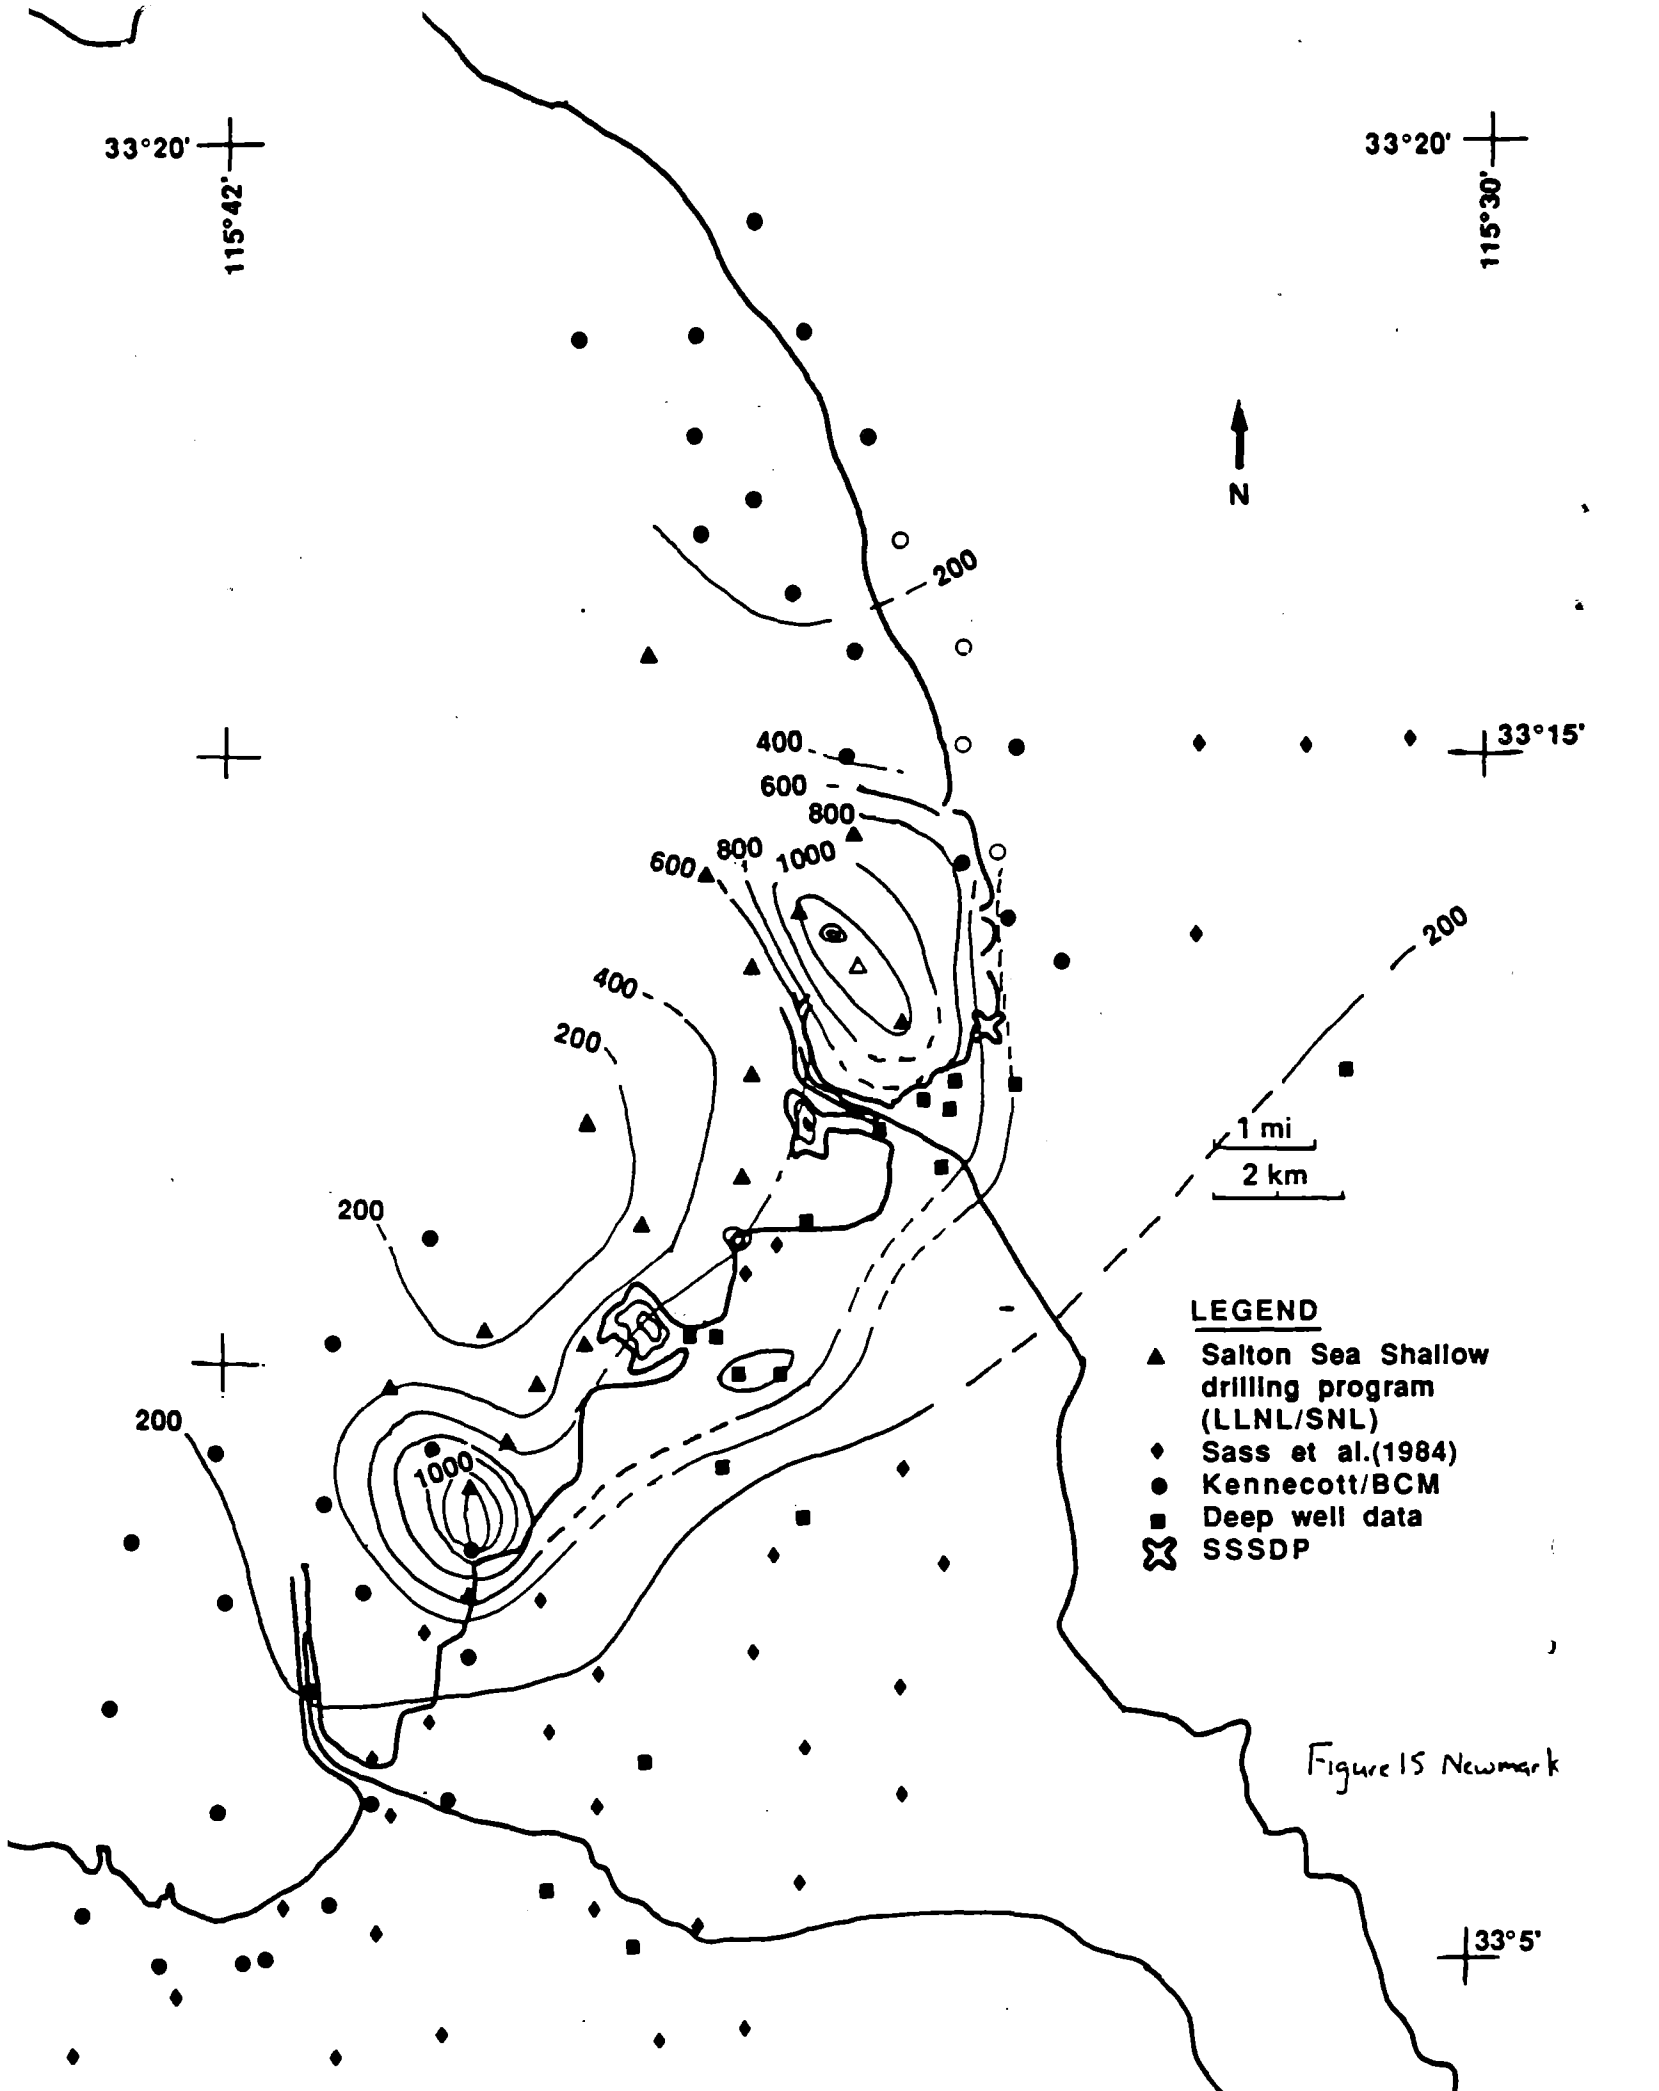 33°20'
33°20'
115°42'
115°30'
N
200
400
33°15'
600
800
800
1000
600
200
400
200
1 mi
2 km
200
LEGEND
Salton Sea Shallow
drilling program
(LLNL/SNL)
200
Sass et al.(1984)
1000
Kennecott/BCM
Deep well data
SSSDP
Figure 15 Newmark
33°5'